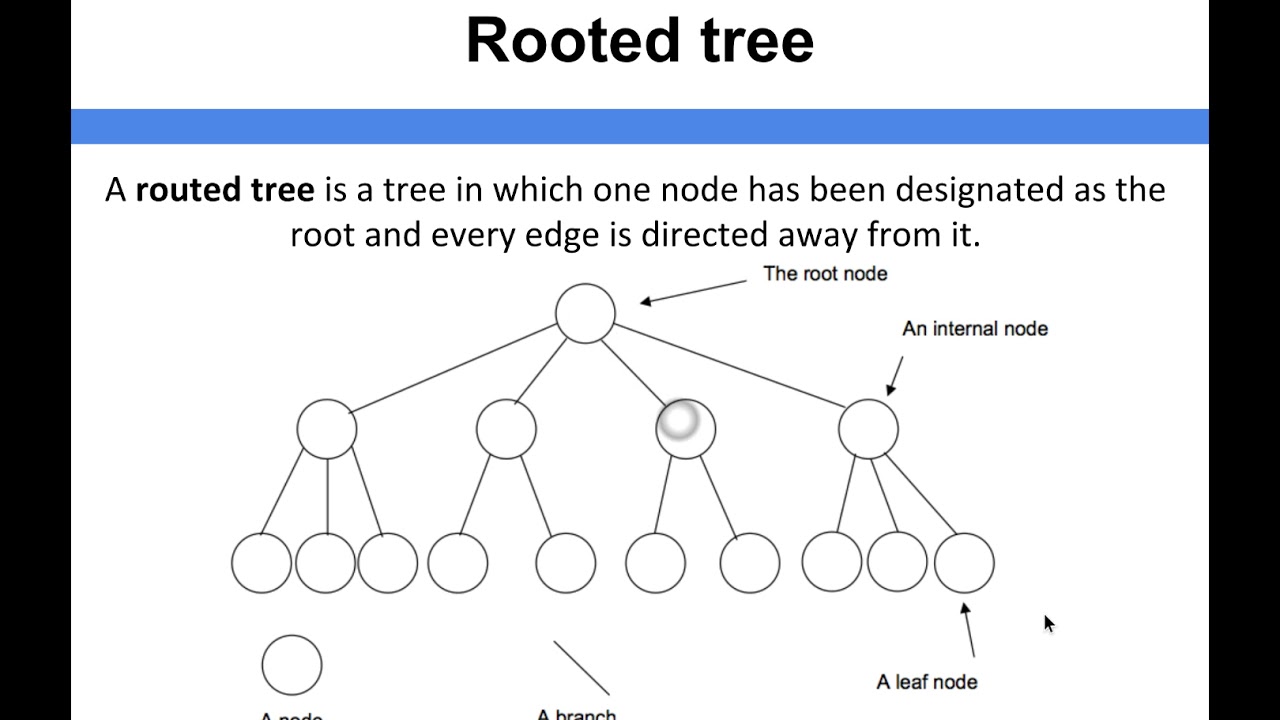 Rooted tree
A routed tree is a tree in which one node has been designated as the
root and every edge is directed away from it.
The root node
An internal node
A leaf node
A node
A branch